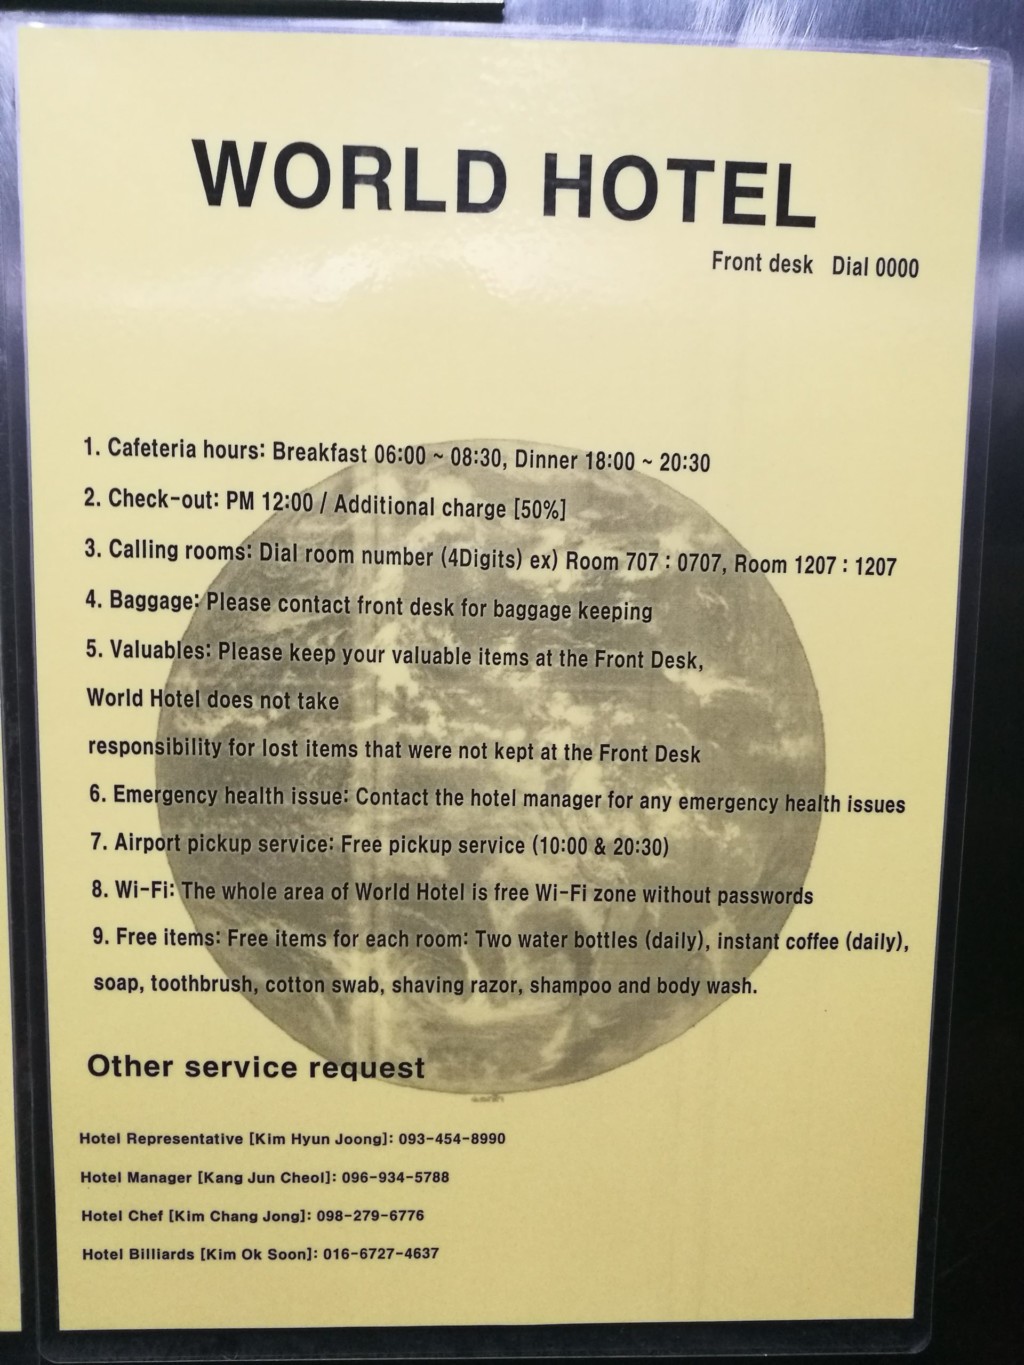 WORLD HOTEL
Front desk Dial 0000
1. Cafeteria hours: Breakfast 06:00 ~ 08:30, Dinner 18:00 ~ 20:30
2. Check-out: PM 12:00 / Additional charge [50%]
3. Calling rooms: Dial room number (4Digits) ex) Room 707 : 0707, Room 1207 : 1207
4. Baggage: Please contact front desk for baggage keeping
5. Valuables: Please keep your valuable items at the Front Desk,
World Hotel does not take
responsibility for lost items that were not kept at the Front Desk
6. Emergency health issue: Contact the hotel manager for any emergency health issues
7. Airport pickup service: Free pickup service (10:00 & 20:30)
8. Wi-Fi: The whole area of World Hotel is free Wi-Fi zone without passwords
9. Free items: Free items for each room: Two water bottles (daily), instant coffee (daily),
soap, toothbrush, cotton swab, shaving razor, shampoo and body wash.
Other service request
Hotel Representative [Kim Hyun Joong]: 093-454-8990
Hotel Manager [Kang Jun Cheol]: 096-934-5788
Hotel Chef [Kim Chang Jong]: 098-279-6776
Hotel Billiards [Kim Ok Soon]: 016-6727-4637